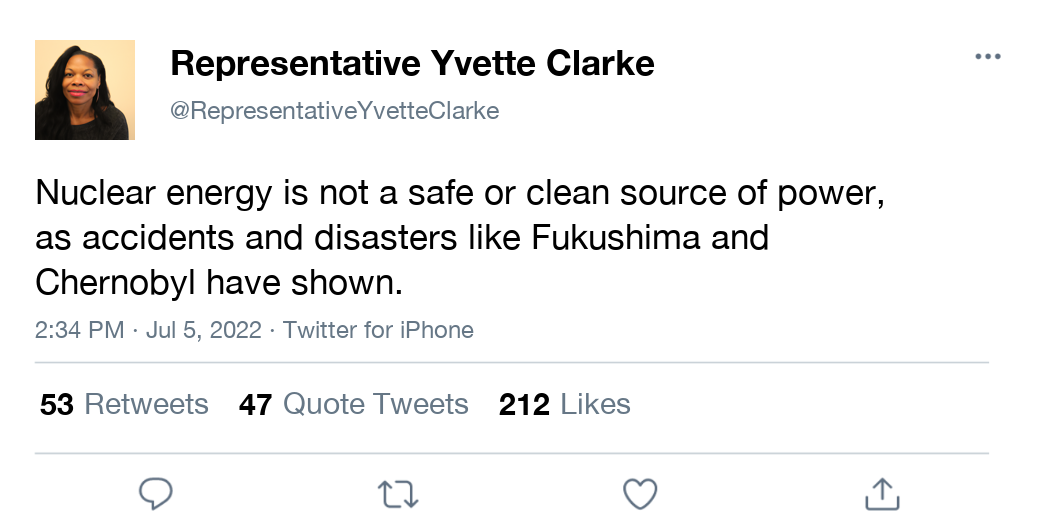 Representative Yvette Clarke
@RepresentativeYvetteClarke
Nuclear energy is not a safe or clean source of power,
as accidents and disasters like Fukushima and
Chernobyl have shown.
2:34 PM · Jul 5, 2022 · Twitter for iPhone
53 Retweets 47 Quote Tweets 212 Likes